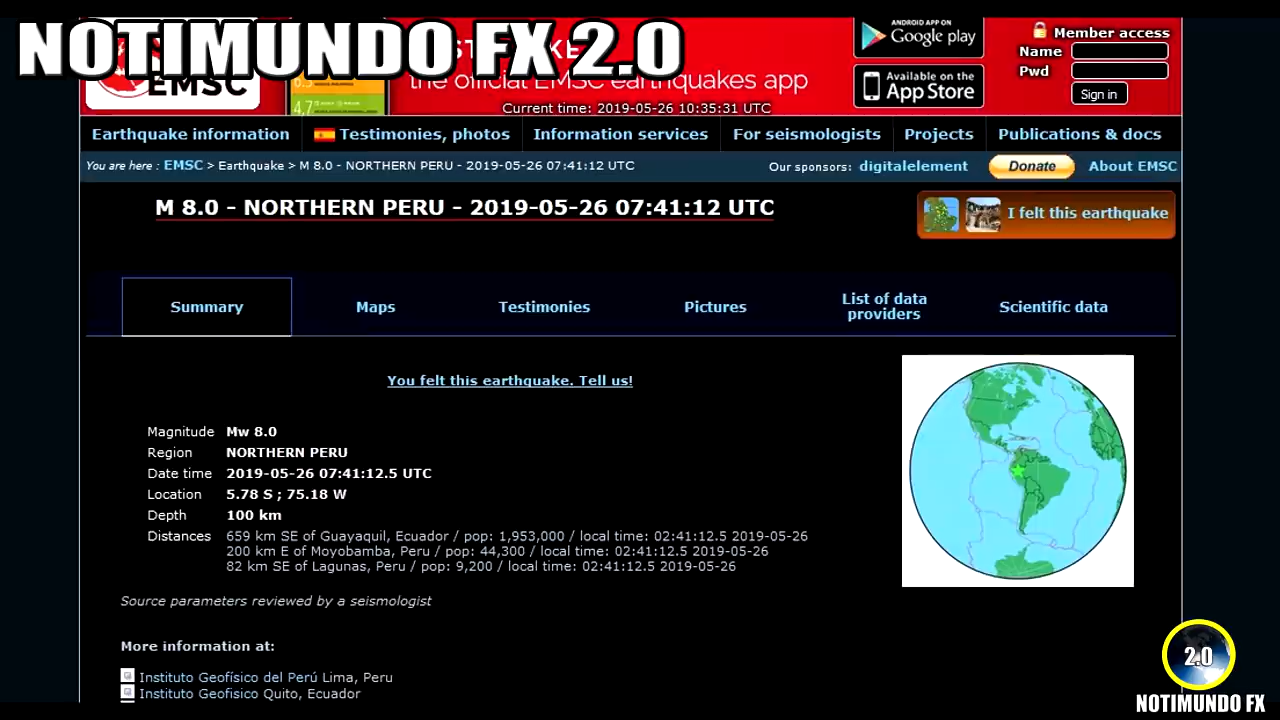 NOTIMUNDO FX 2.0
EMSC
the official EMSC earthquakes app
Current time: 2019-05-26 10:35:31 UTC
4,7
ANDROID APP ON
Google play
Available on the
App Store
Member access
Name
Pwd
Sign in
Earthquake information
Testimonies, photos
Information services
For seismologists
Projects
Publications & docs
You are here : EMSC > Earthquake > M 8.0 - NORTHERN PERU - 2019-05-26 07:41:12 UTC
Our sponsors: digitalelement
Donate
About EMSC
M 8.0 - NORTHERN PERU - 2019-05-26 07:41:12 UTC
I felt this earthquake
Summary
Maps
Testimonies
Pictures
List of data
providers
Scientific data
You felt this earthquake. Tell us!
Magnitude Mw 8.0
Region NORTHERN PERU
Date time 2019-05-26 07:41:12.5 UTC
Location 5.78 S ; 75.18 W
Depth 100 km
Distances 659 km SE of Guayaquil, Ecuador / pop: 1,953,000 / local time: 02:41:12.5 2019-05-26
200 km E of Moyobamba, Peru / pop: 44,300 / local time: 02:41:12.5 2019-05-26
82 km SE of Lagunas, Peru / pop: 9,200 / local time: 02:41:12.5 2019-05-26
Source parameters reviewed by a seismologist
More information at:
Instituto Geofísico del Perú Lima, Peru
Instituto Geofisico Quito, Ecuador
2.0
NOTIMUNDO FX